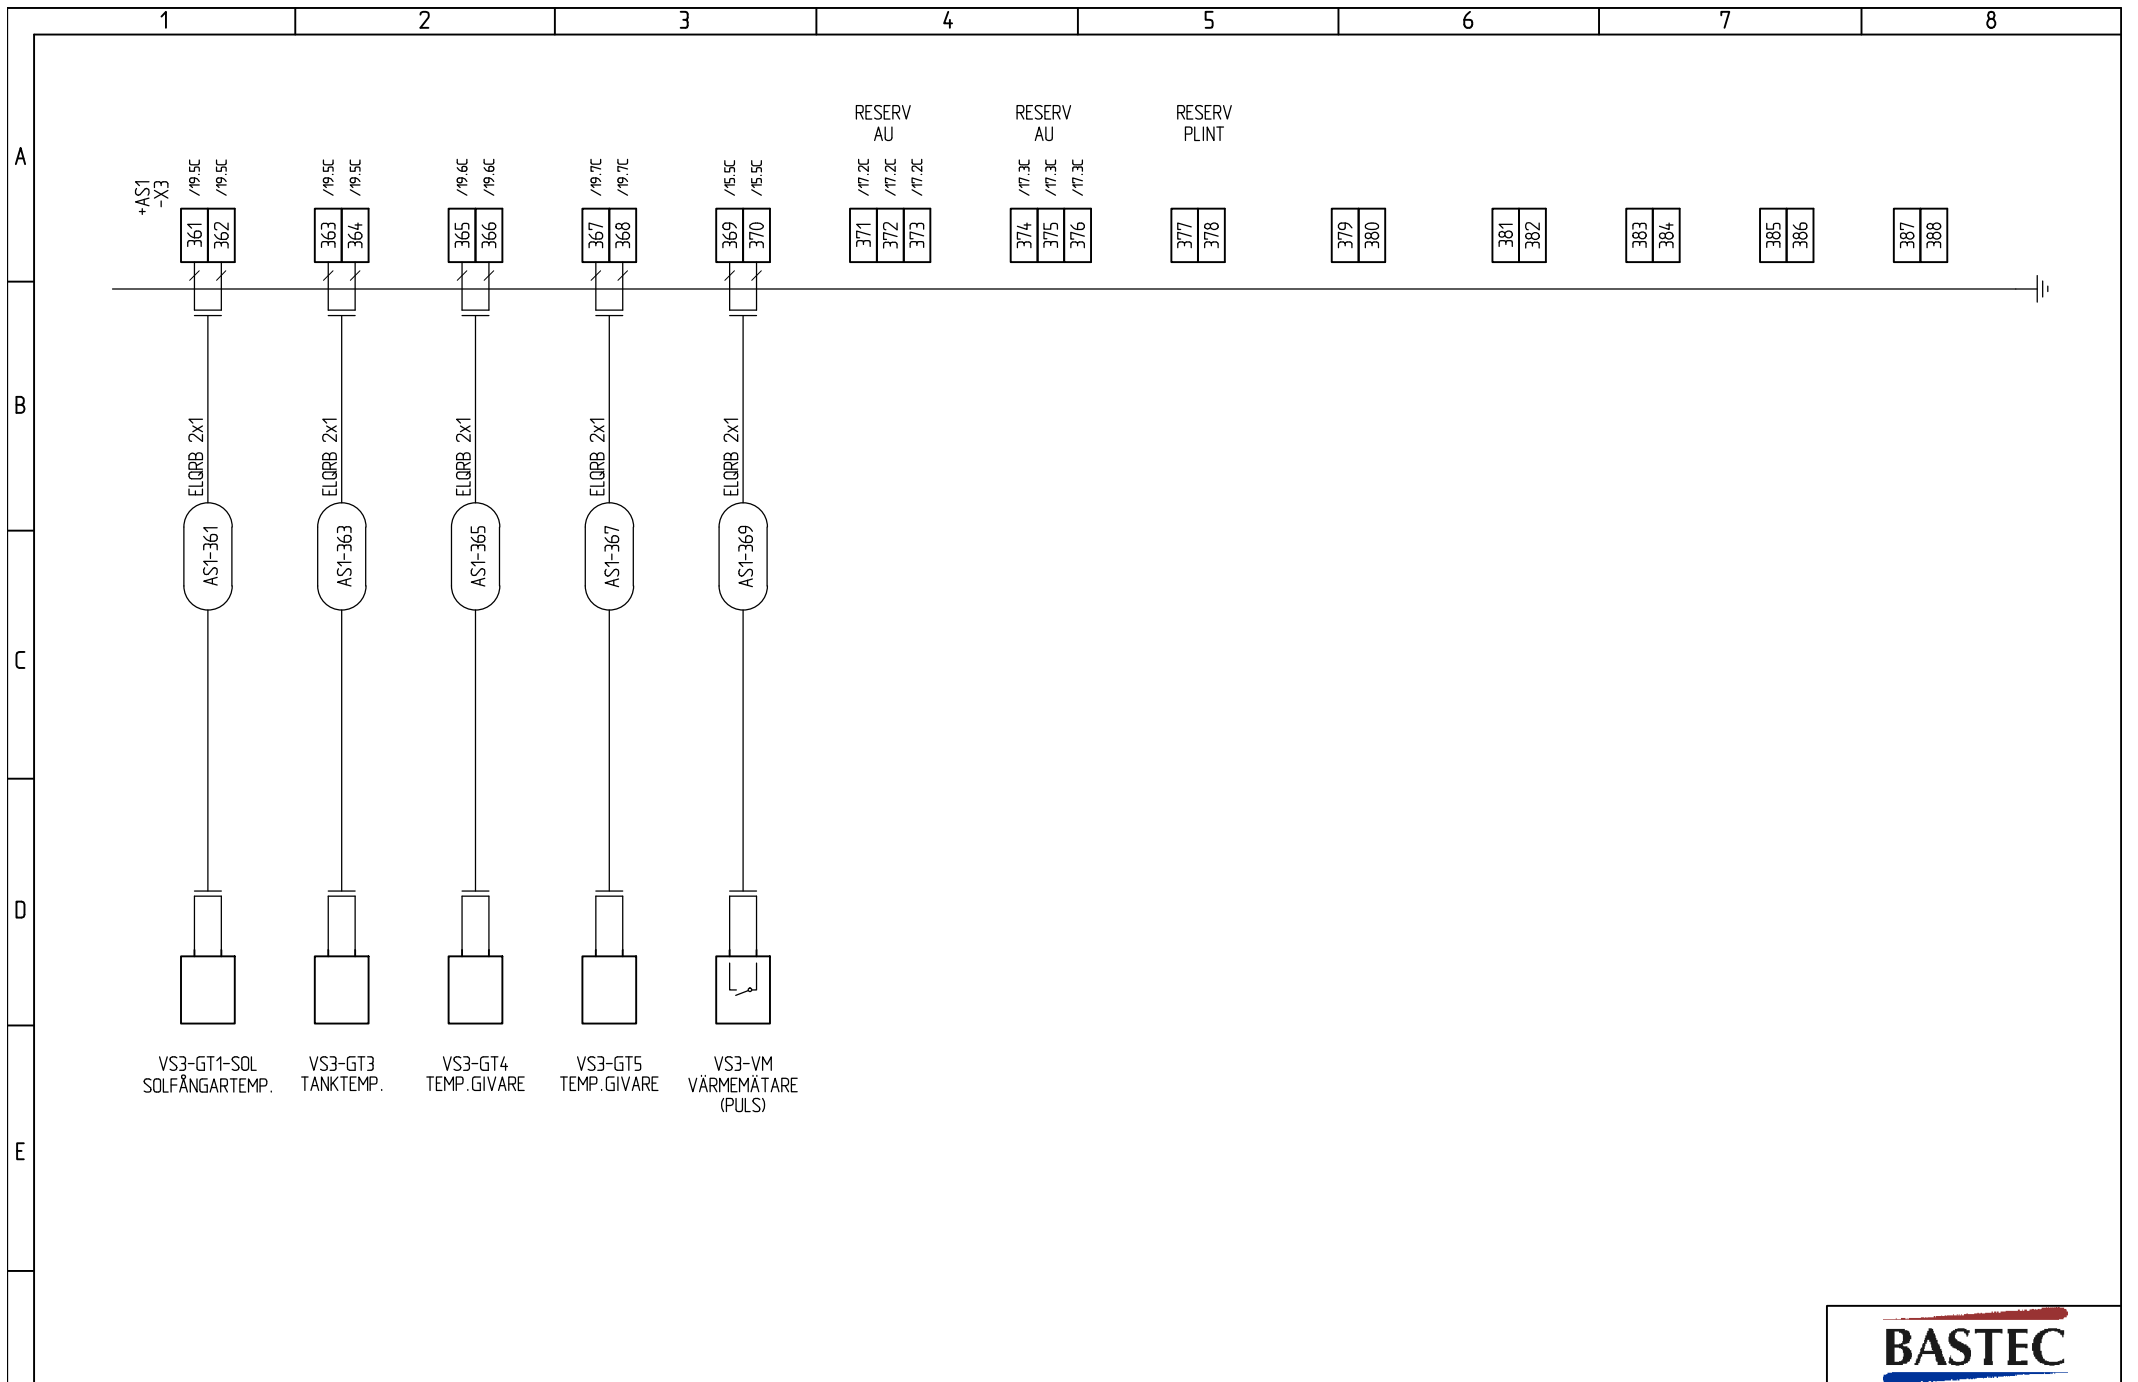 1 2 3 4 5 6 7 8
RESERV
AU
RESERV
AU
RESERV
PLINT
A
+AS1
-X3
/19.5C /19.5C /19.5C /19.5C /19.6C /19.6C /19.7C /19.7C /15.5C /15.5C /17.2C /17.2C /17.2C /17.3C /17.3C /17.3C
361 362 363 364 365 366 367 368 369 370 371 372 373 374 375 376 377 378 379 380 381 382 383 384 385 386 387 388
B
ELQRB 2x1 ELQRB 2x1 ELQRB 2x1 ELQRB 2x1 ELQRB 2x1
AS1-361 AS1-363 AS1-365 AS1-367 AS1-369
C
D
VS3-GT1-SOL
SOLFÅNGARTEMP.
VS3-GT3
TANKTEMP.
VS3-GT4
TEMP.GIVARE
VS3-GT5
TEMP.GIVARE
VS3-VM
VÄRMEMÄTARE
(PULS)
E
BASTEC